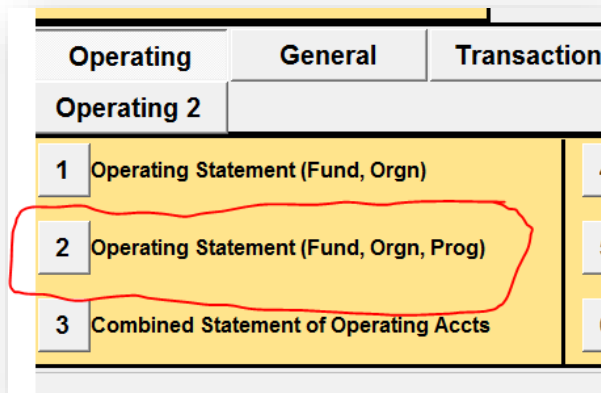 Operating General Transaction
Operating 2
1 Operating Statement (Fund, Orgn)
2 Operating Statement (Fund, Orgn, Prog)
3 Combined Statement of Operating Accts